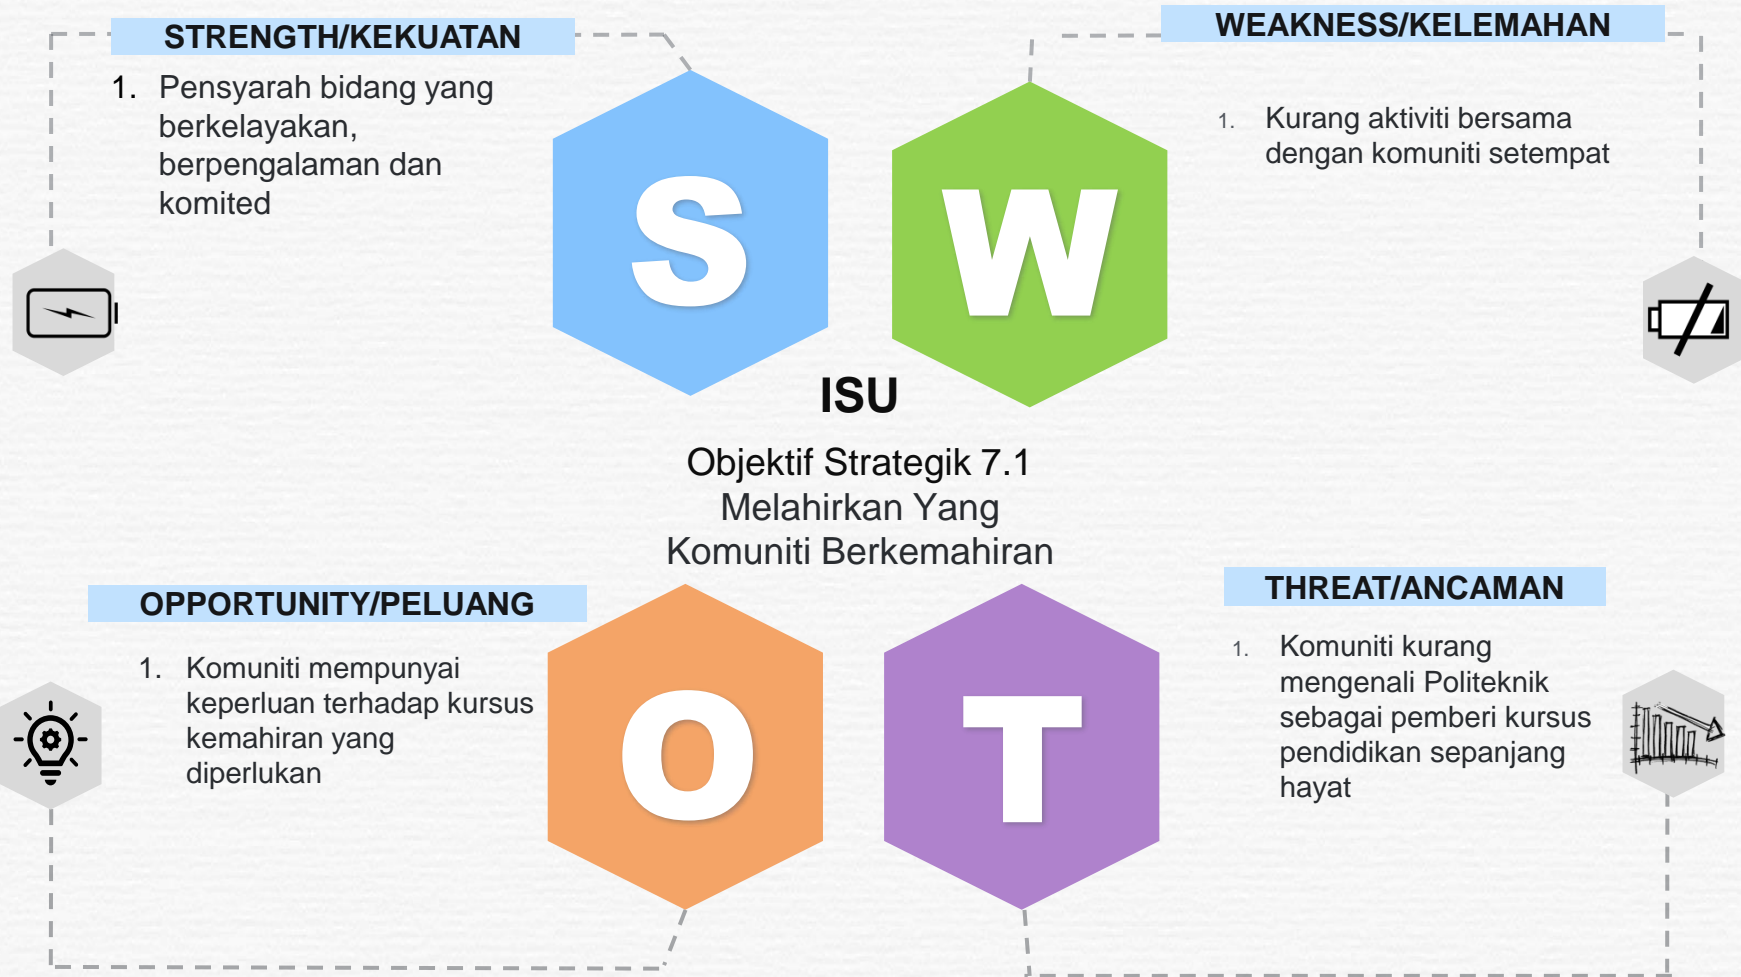 STRENGTH/KEKUATAN
1. Pensyarah bidang yang
berkelayakan,
berpengalaman dan
komited
S
WEAKNESS/KELEMAHAN
1. Kurang aktiviti bersama
dengan komuniti setempat
W
ISU
Objektif Strategik 7.1
Melahirkan Yang
Komuniti Berkemahiran
OPPORTUNITY/PELUANG
1. Komuniti mempunyai
keperluan terhadap kursus
kemahiran yang
diperlukan
O
THREAT/ANCAMAN
1. Komuniti kurang
mengenali Politeknik
sebagai pemberi kursus
pendidikan sepanjang
hayat
T